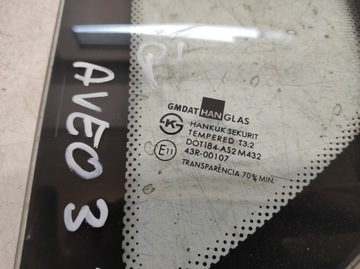 AVEO 3
GMDAT HAN GLAS
HANKUK SEKURIT
TEMPERED T3.2
DOT184 AS2 M432
E11 43R-00107
TRANSPARÊNCIA 70% MIN.